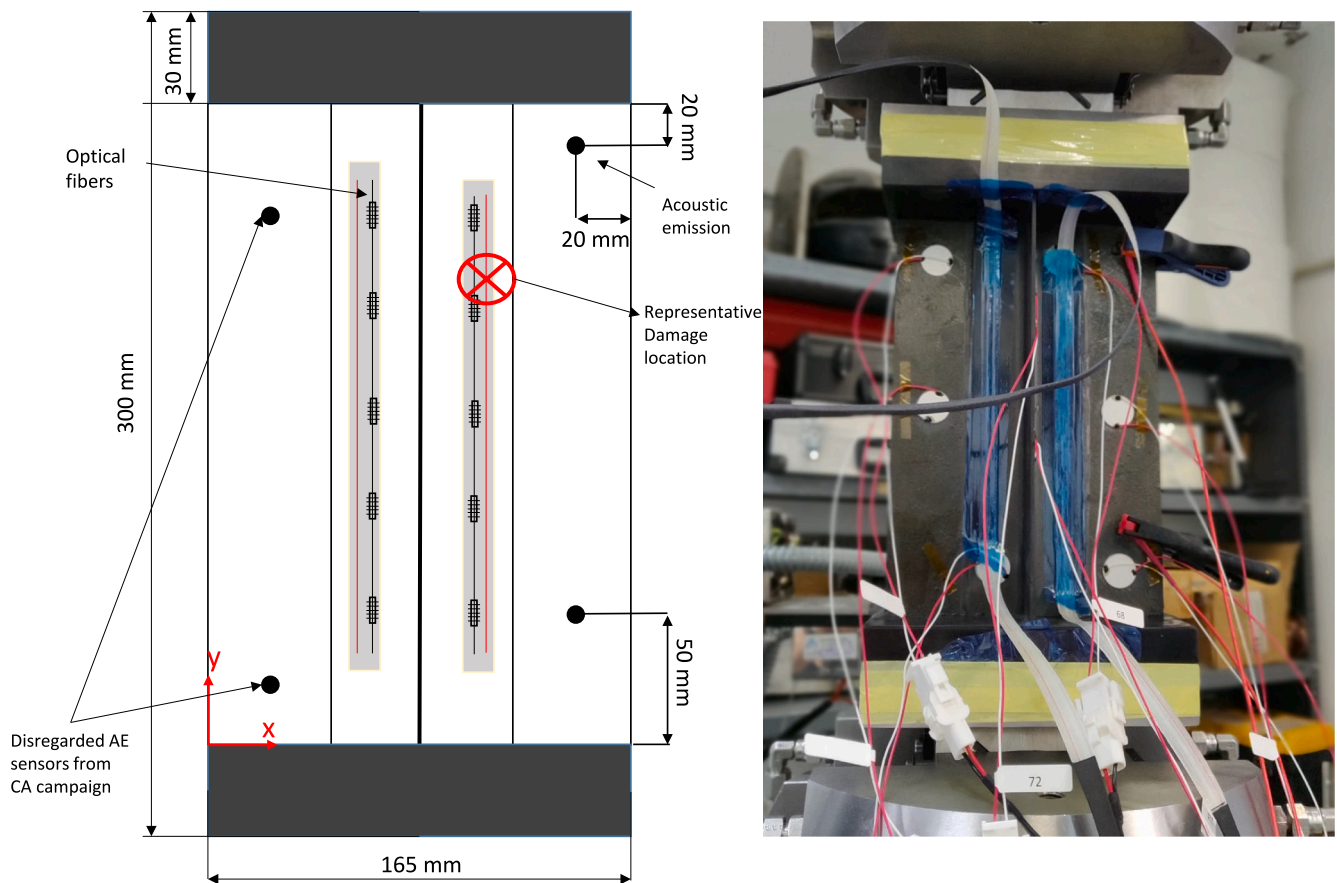 30 mm
20 mm
Optical
fibers
Acoustic
emission
20 mm
Representative
Damage
location
300 mm
50 mm
y
x
Disregarded AE
sensors from
CA campaign
165 mm
68
72